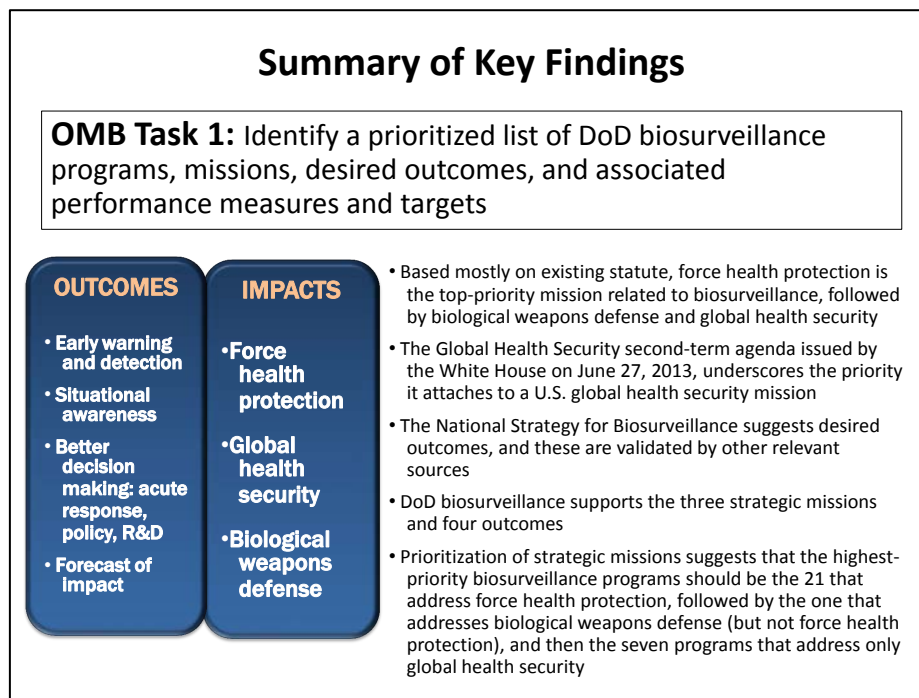 Summary of Key Findings
OMB Task 1: Identify a prioritized list of DoD biosurveillance
programs, missions, desired outcomes, and associated
performance measures and targets
OUTCOMES
• Early warning
and detection
• Situational
awareness
• Better
decision
making: acute
response,
policy, R&D
• Forecast of
impact
IMPACTS
•Force
health
protection
•Global
health
security
•Biological
weapons
defense
• Based mostly on existing statute, force health protection is
the top-priority mission related to biosurveillance, followed
by biological weapons defense and global health security
• The Global Health Security second-term agenda issued by
the White House on June 27, 2013, underscores the priority
it attaches to a U.S. global health security mission
• The National Strategy for Biosurveillance suggests desired
outcomes, and these are validated by other relevant
sources
• DoD biosurveillance supports the three strategic missions
and four outcomes
• Prioritization of strategic missions suggests that the highest-
priority biosurveillance programs should be the 21 that
address force health protection, followed by the one that
addresses biological weapons defense (but not force health
protection), and then the seven programs that address only
global health security